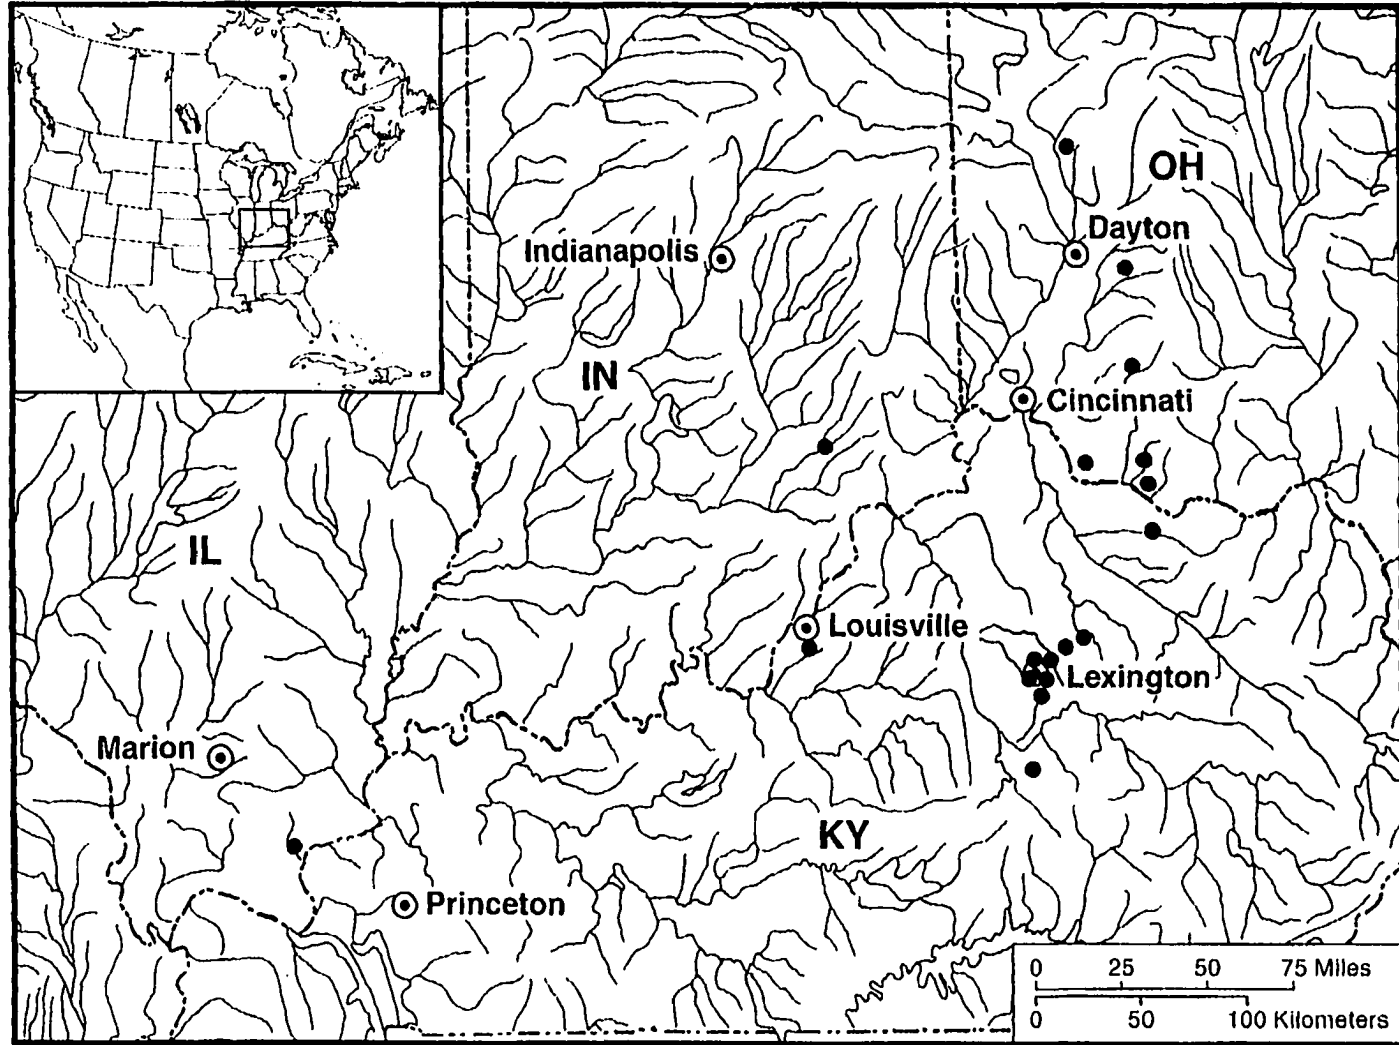 OH
Dayton
Indianapolis
IN
Cincinnati
IL
Louisville
Lexington
Marion
KY
Princeton
0 25 50 75 Miles
0 50 100 Kilometers